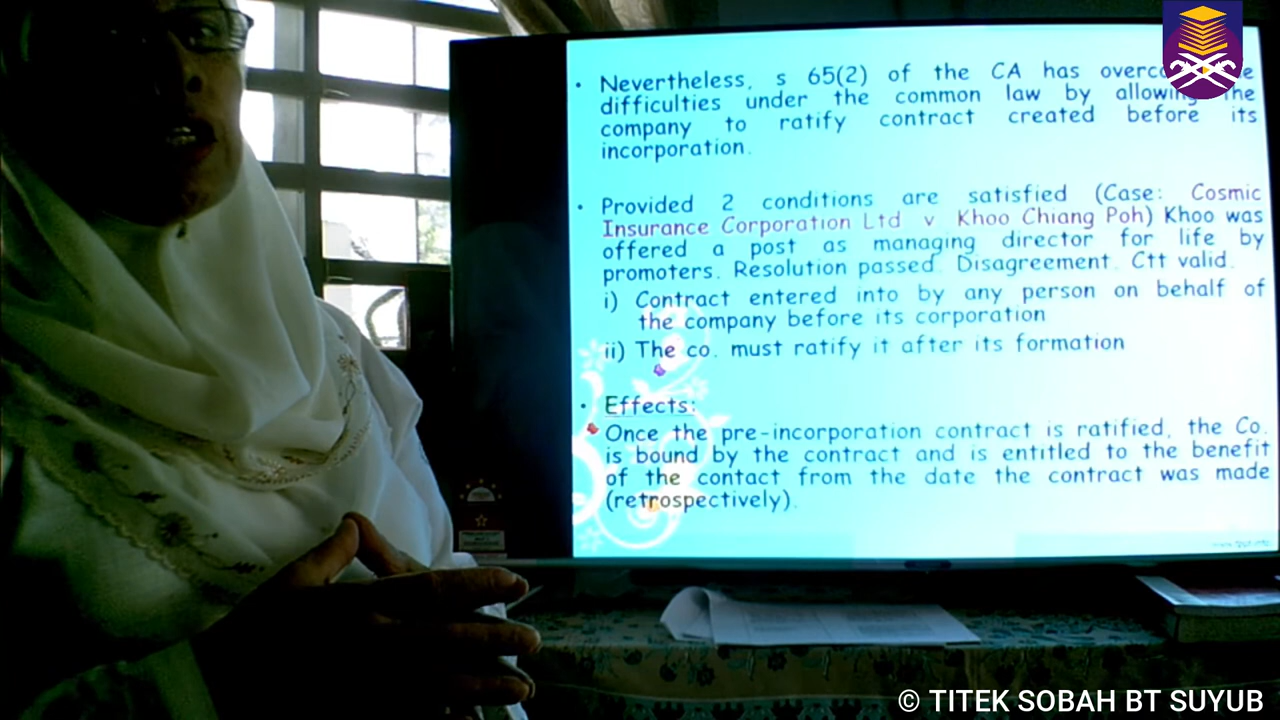 • Nevertheless, s 65(2) of the CA has
difficulties under the common law by allowing the
company to ratify contract created before its
incorporation.
• Provided 2 conditions are satisfied (Case: Cosmic
Insurance Corporation Ltd v Khoo Chiang Poh) Khoo was
offered a post as managing director for life by
promoters. Resolution passed. Disagreement. Ctt valid.
i) Contract entered into by any person on behalf of
the company before its corporation
ii) The co. must ratify it after its formation
• Effects:
Once the pre-incorporation contract is ratified, the Co.
is bound by the contract and is entitled to the benefit
of the contact from the date the contract was made
(retrospectively).
© TITEK SOBAH BT SUYUB